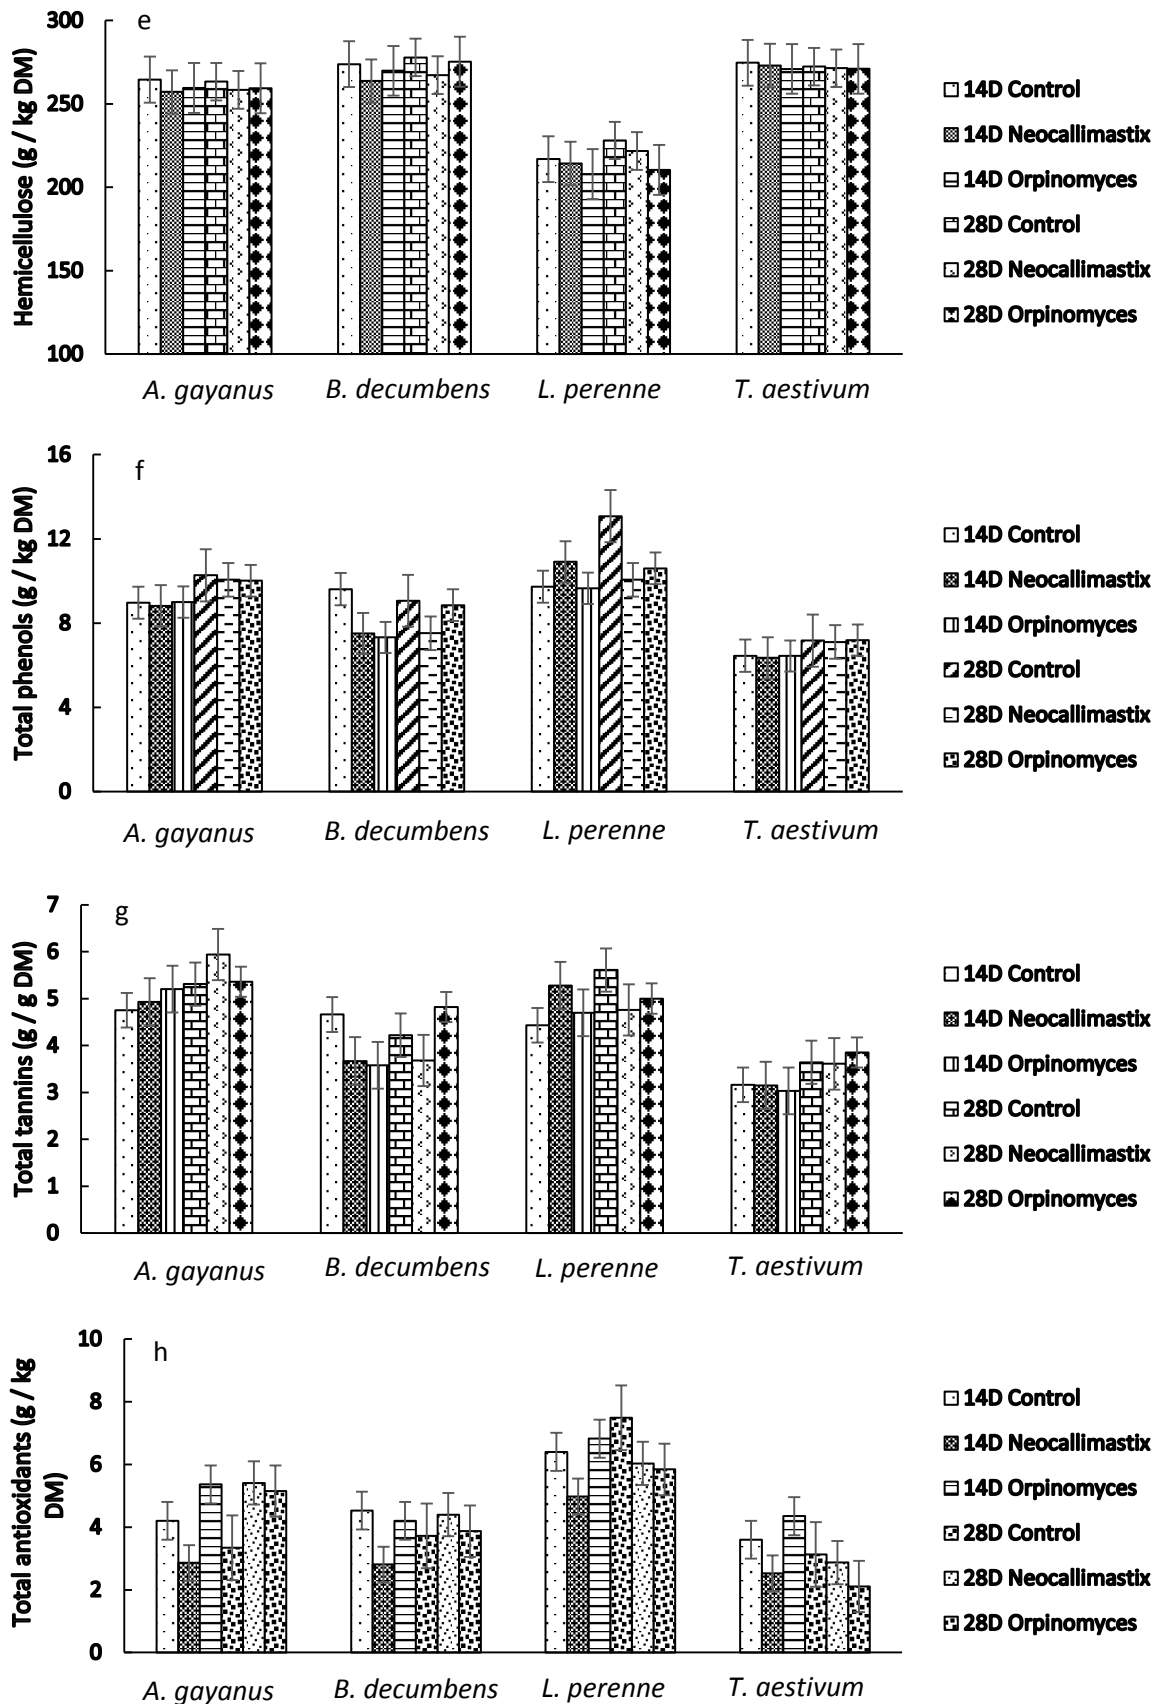 e
Hemicellulose (g / kg DM)
300
250
200
150
100
A. gayanus
B. decumbens
L. perenne
T. aestivum
14D Control
14D Neocallimastix
14D Orpinomyces
28D Control
28D Neocallimastix
28D Orpinomyces
f
Total phenols (g / kg DM)
16
12
8
4
0
A. gayanus
B. decumbens
L. perenne
T. aestivum
14D Control
14D Neocallimastix
14D Orpinomyces
28D Control
28D Neocallimastix
28D Orpinomyces
g
Total tannins (g / g DM)
7
6
5
4
3
2
1
0
A. gayanus
B. decumbens
L. perenne
T. aestivum
14D Control
14D Neocallimastix
14D Orpinomyces
28D Control
28D Neocallimastix
28D Orpinomyces
h
Total antioxidants (g / kg
DM)
10
8
6
4
2
0
A. gayanus
B. decumbens
L. perenne
T. aestivum
14D Control
14D Neocallimastix
14D Orpinomyces
28D Control
28D Neocallimastix
28D Orpinomyces